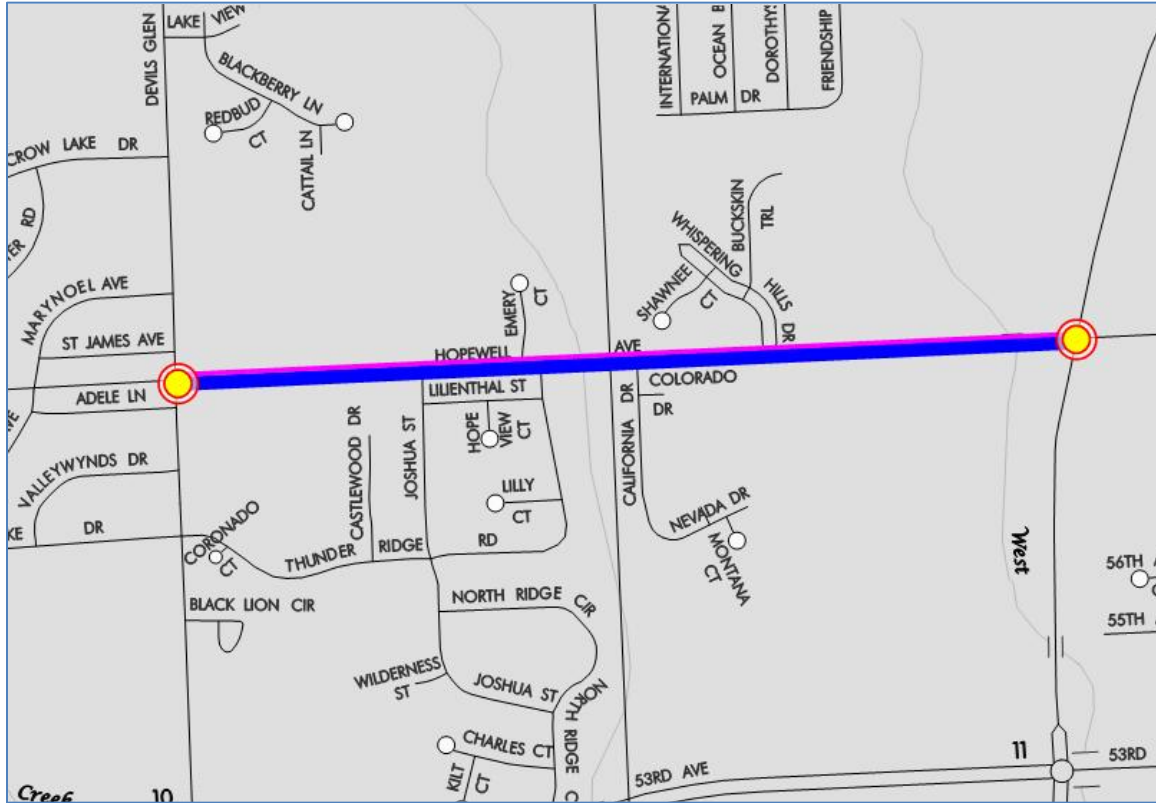 LAKE VIEW
DEVILS GLEN
BLACKBERRY LN
REDBUD
CT
CATTAIL LN
INTERNATIONA
OCEAN B
DOROTHY
FRIENDSHIP
PALM DR
CROW LAKE DR
RD
MARYNOEL AVE
ST JAMES AVE
ADELE LN
BUCKSKIN
TRL
WHISPERING
HILLS
DR
SHAWNEE
CT
EMERY
CT
HOPEWELL AVE
LILIENTHAL ST
HOPE
VIEW
CT
COLORADO
DR
CALIFORNIA DR
CASTLEWOOD DR
JOSHUA ST
VALLEYWYNDS DR
LILLY
CT
NEVADA DR
MONTANA
CT
DR
CORONADO
CT
THUNDER RIDGE RD
BLACK LION CIR
NORTH RIDGE CIR
West
56TH
55TH
WILDERNESS
ST
JOSHUA ST
NORTH RIDGE C
CHARLES CT
KILT
CT
53RD AVE
11
53RD
Creek
10